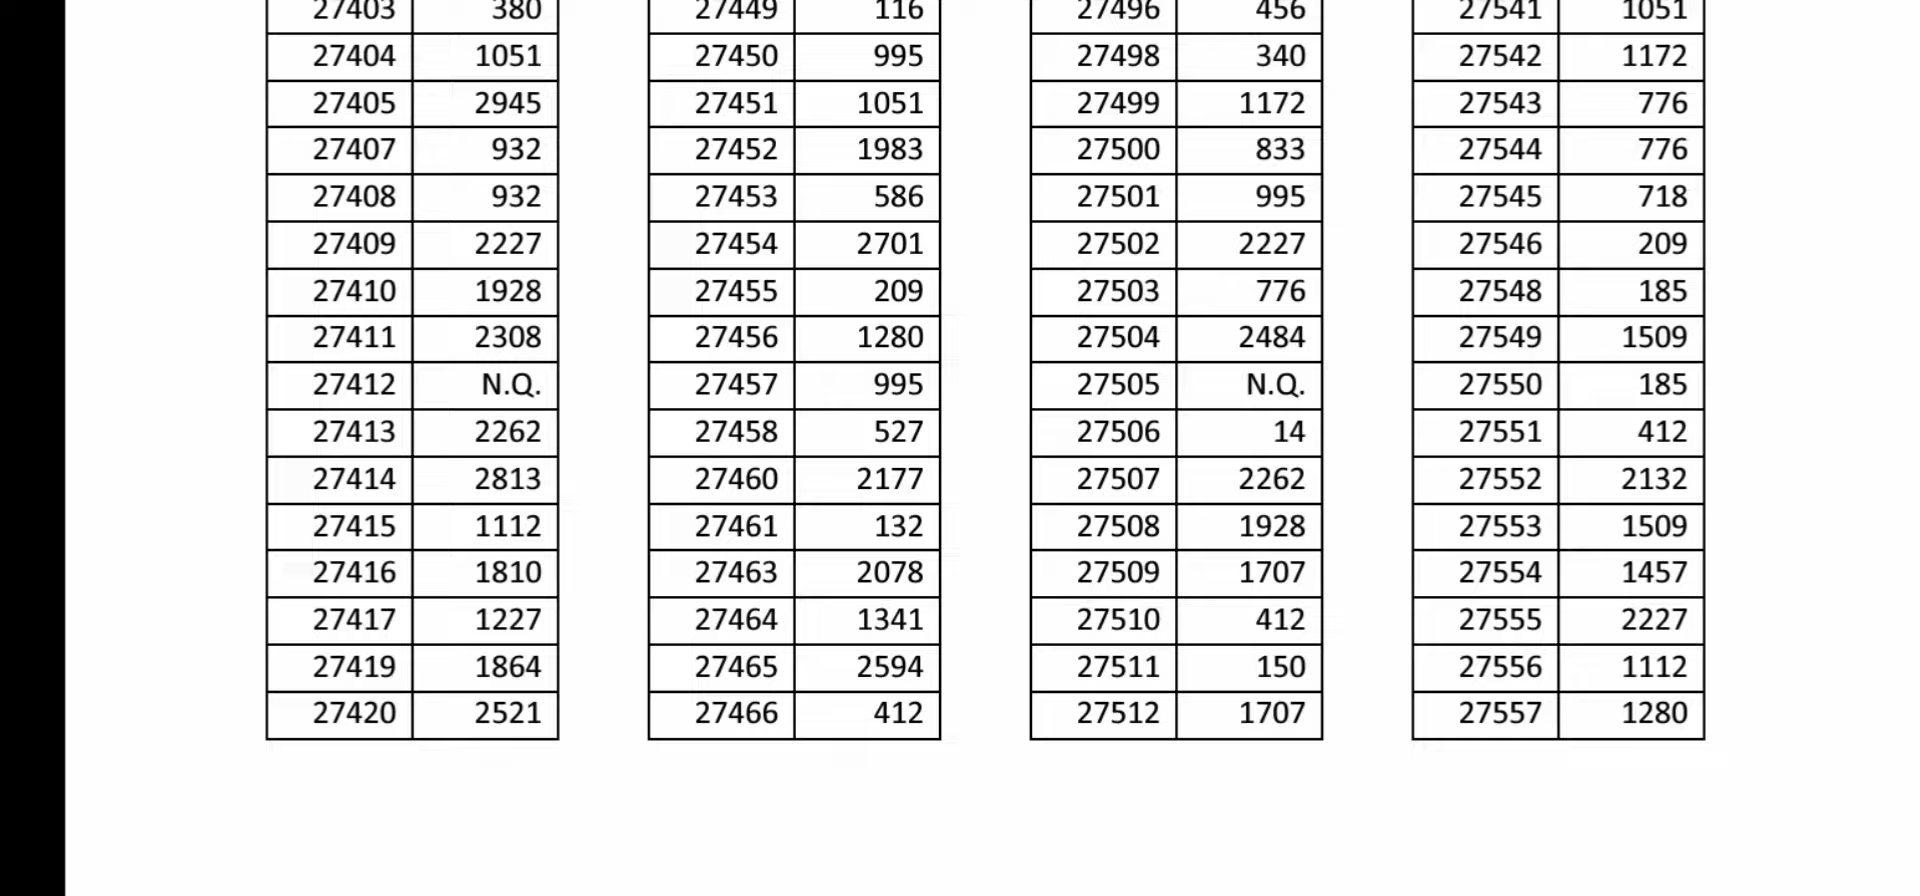 27403 380 27449 116 27496 456 27541 1051
27404 1051 27450 995 27498 340 27542 1172
27405 2945 27451 1051 27499 1172 27543 776
27407 932 27452 1983 27500 833 27544 776
27408 932 27453 586 27501 995 27545 718
27409 2227 27454 2701 27502 2227 27546 209
27410 1928 27455 209 27503 776 27548 185
27411 2308 27456 1280 27504 2484 27549 1509
27412 N.Q. 27457 995 27505 N.Q. 27550 185
27413 2262 27458 527 27506 14 27551 412
27414 2813 27460 2177 27507 2262 27552 2132
27415 1112 27461 132 27508 1928 27553 1509
27416 1810 27463 2078 27509 1707 27554 1457
27417 1227 27464 1341 27510 412 27555 2227
27419 1864 27465 2594 27511 150 27556 1112
27420 2521 27466 412 27512 1707 27557 1280